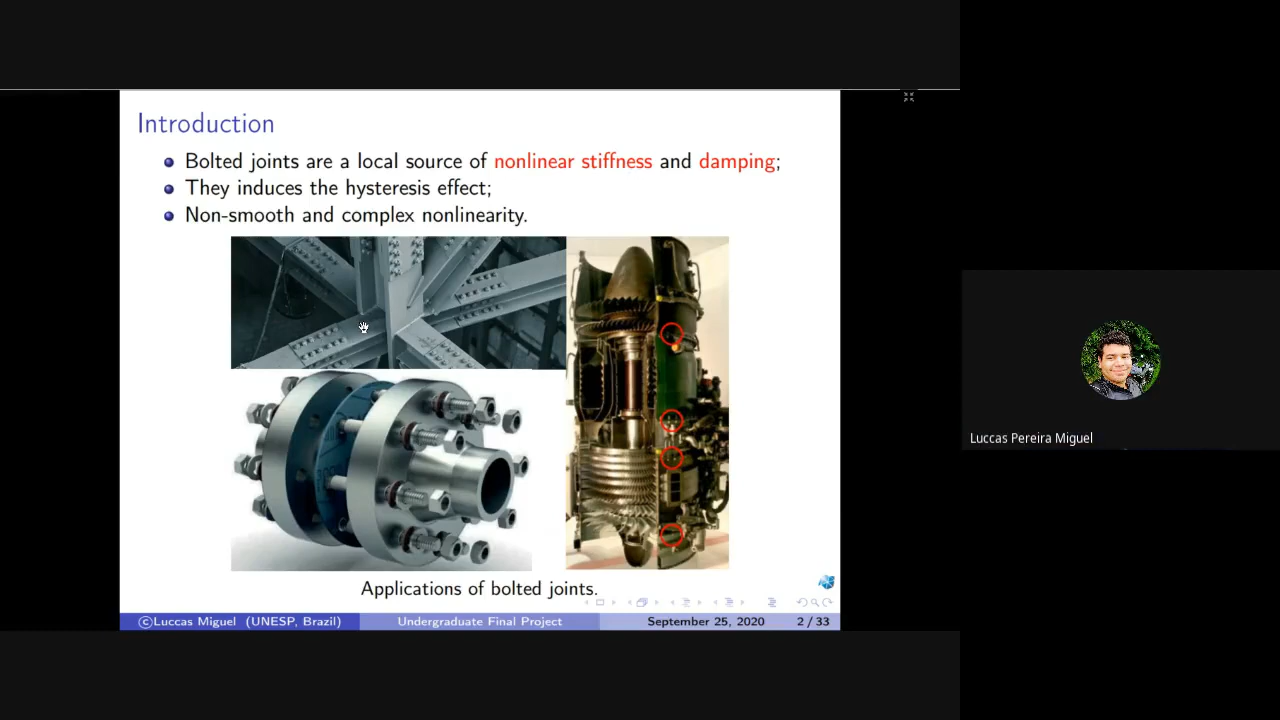 Introduction
Bolted joints are a local source of nonlinear stiffness and damping;
They induces the hysteresis effect;
Non-smooth and complex nonlinearity.
Applications of bolted joints.
©Luccas Miguel (UNESP, Brazil) Undergraduate Final Project September 25, 2020 2 / 33
Luccas Pereira Miguel